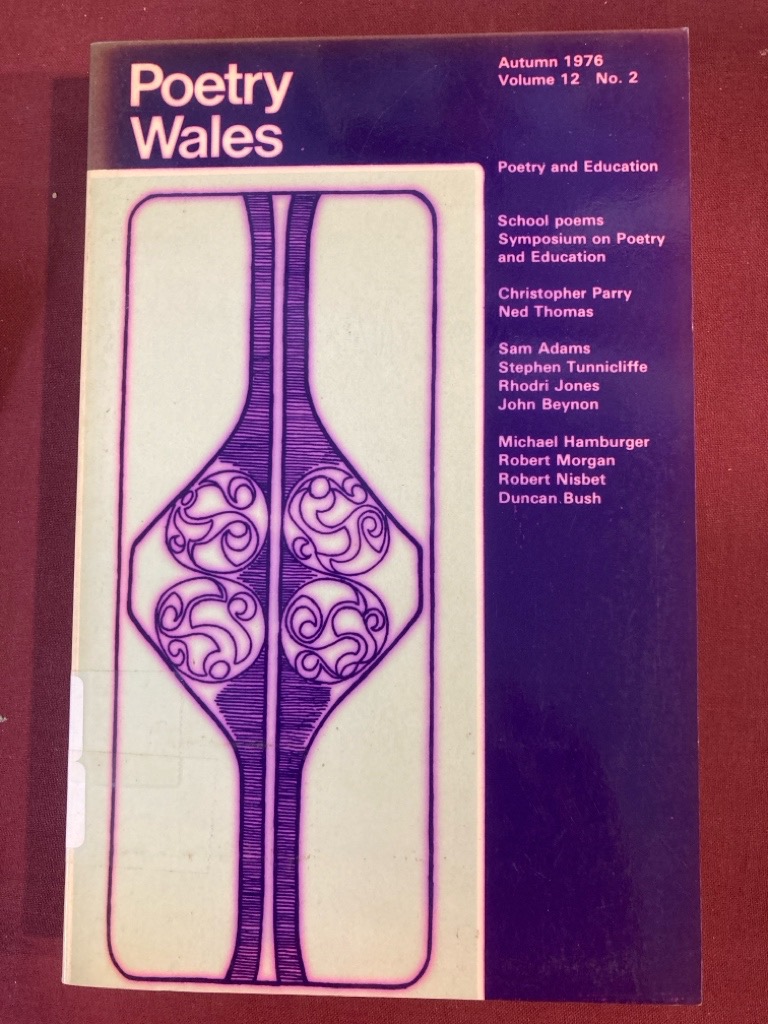 Poetry
Wales
Autumn 1976
Volume 12 No. 2
Poetry and Education
School poems
Symposium on Poetry
and Education
Christopher Parry
Ned Thomas
Sam Adams
Stephen Tunnicliffe
Rhodri Jones
John Beynon
Michael Hamburger
Robert Morgan
Robert Nisbet
Duncan Bush